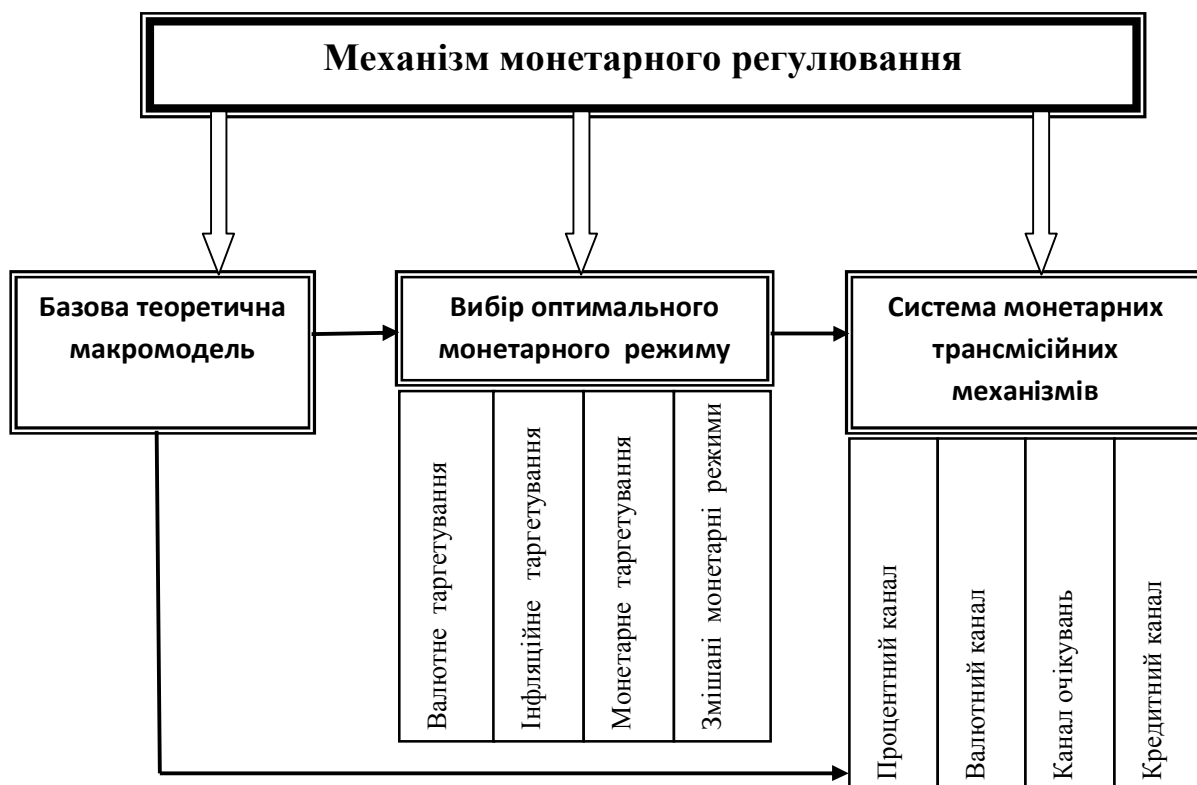 Механізм монетарного регулювання
Базова теоретична
макромодель
Вибір оптимального
монетарного режиму
Система монетарних
трансмісійних
механізмів
Валютне таргетування
Інфляційне таргетування
Монетарне таргетування
Змішані монетарні режими
Процентний канал
Валютний канал
Канал очікувань
Кредитний канал